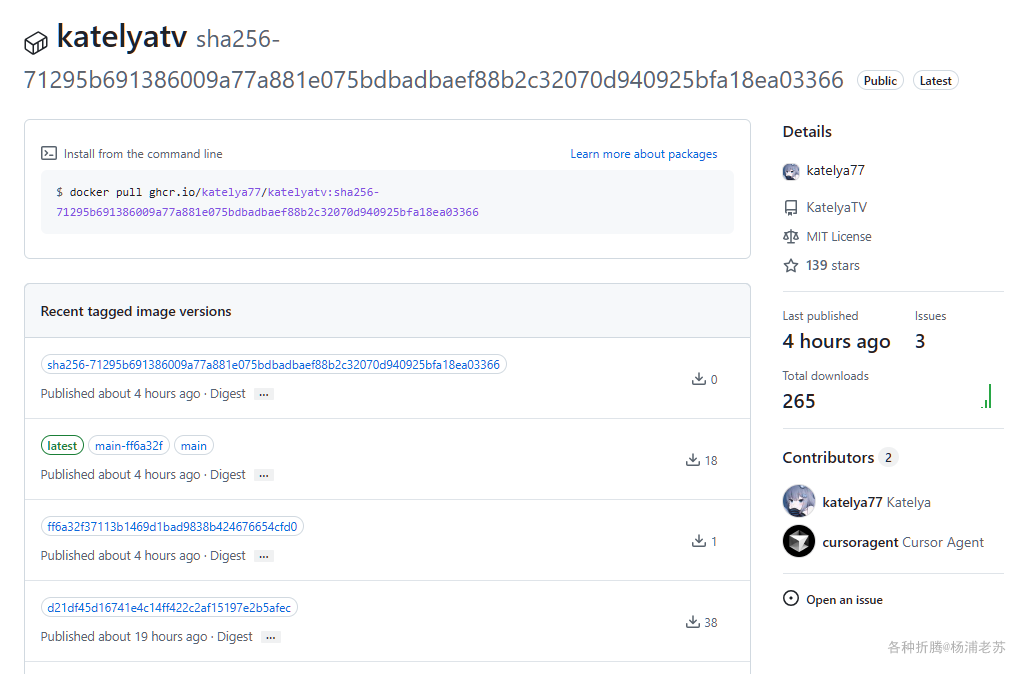 katelyatv sha256-
71295b691386009a77a881e075bdbadbaef88b2c32070d940925bfa18ea03366 Public Latest
Install from the command line
Learn more about packages
$ docker pull ghcr.io/katelya77/katelyatv:sha256-
71295b691386009a77a881e075bdbadbaef88b2c32070d940925bfa18ea03366
Recent tagged image versions
sha256-71295b691386009a77a881e075bdbadbaef88b2c32070d940925bfa18ea03366
Published about 4 hours ago · Digest ...
0
latest main-ff6a32f main
Published about 4 hours ago · Digest ...
18
ff6a32f37113b1469d1bad9838b424676654cfd0
Published about 4 hours ago · Digest ...
1
d21df45d16741e4c14ff422c2af15197e2b5afec
Published about 19 hours ago · Digest ...
38
Details
katelya77
KatelyaTV
MIT License
139 stars
Last published
4 hours ago
Issues
3
Total downloads
265
Contributors 2
katelya77 Katelya
cursoragent Cursor Agent
Open an issue
各种折腾@杨浦老苏